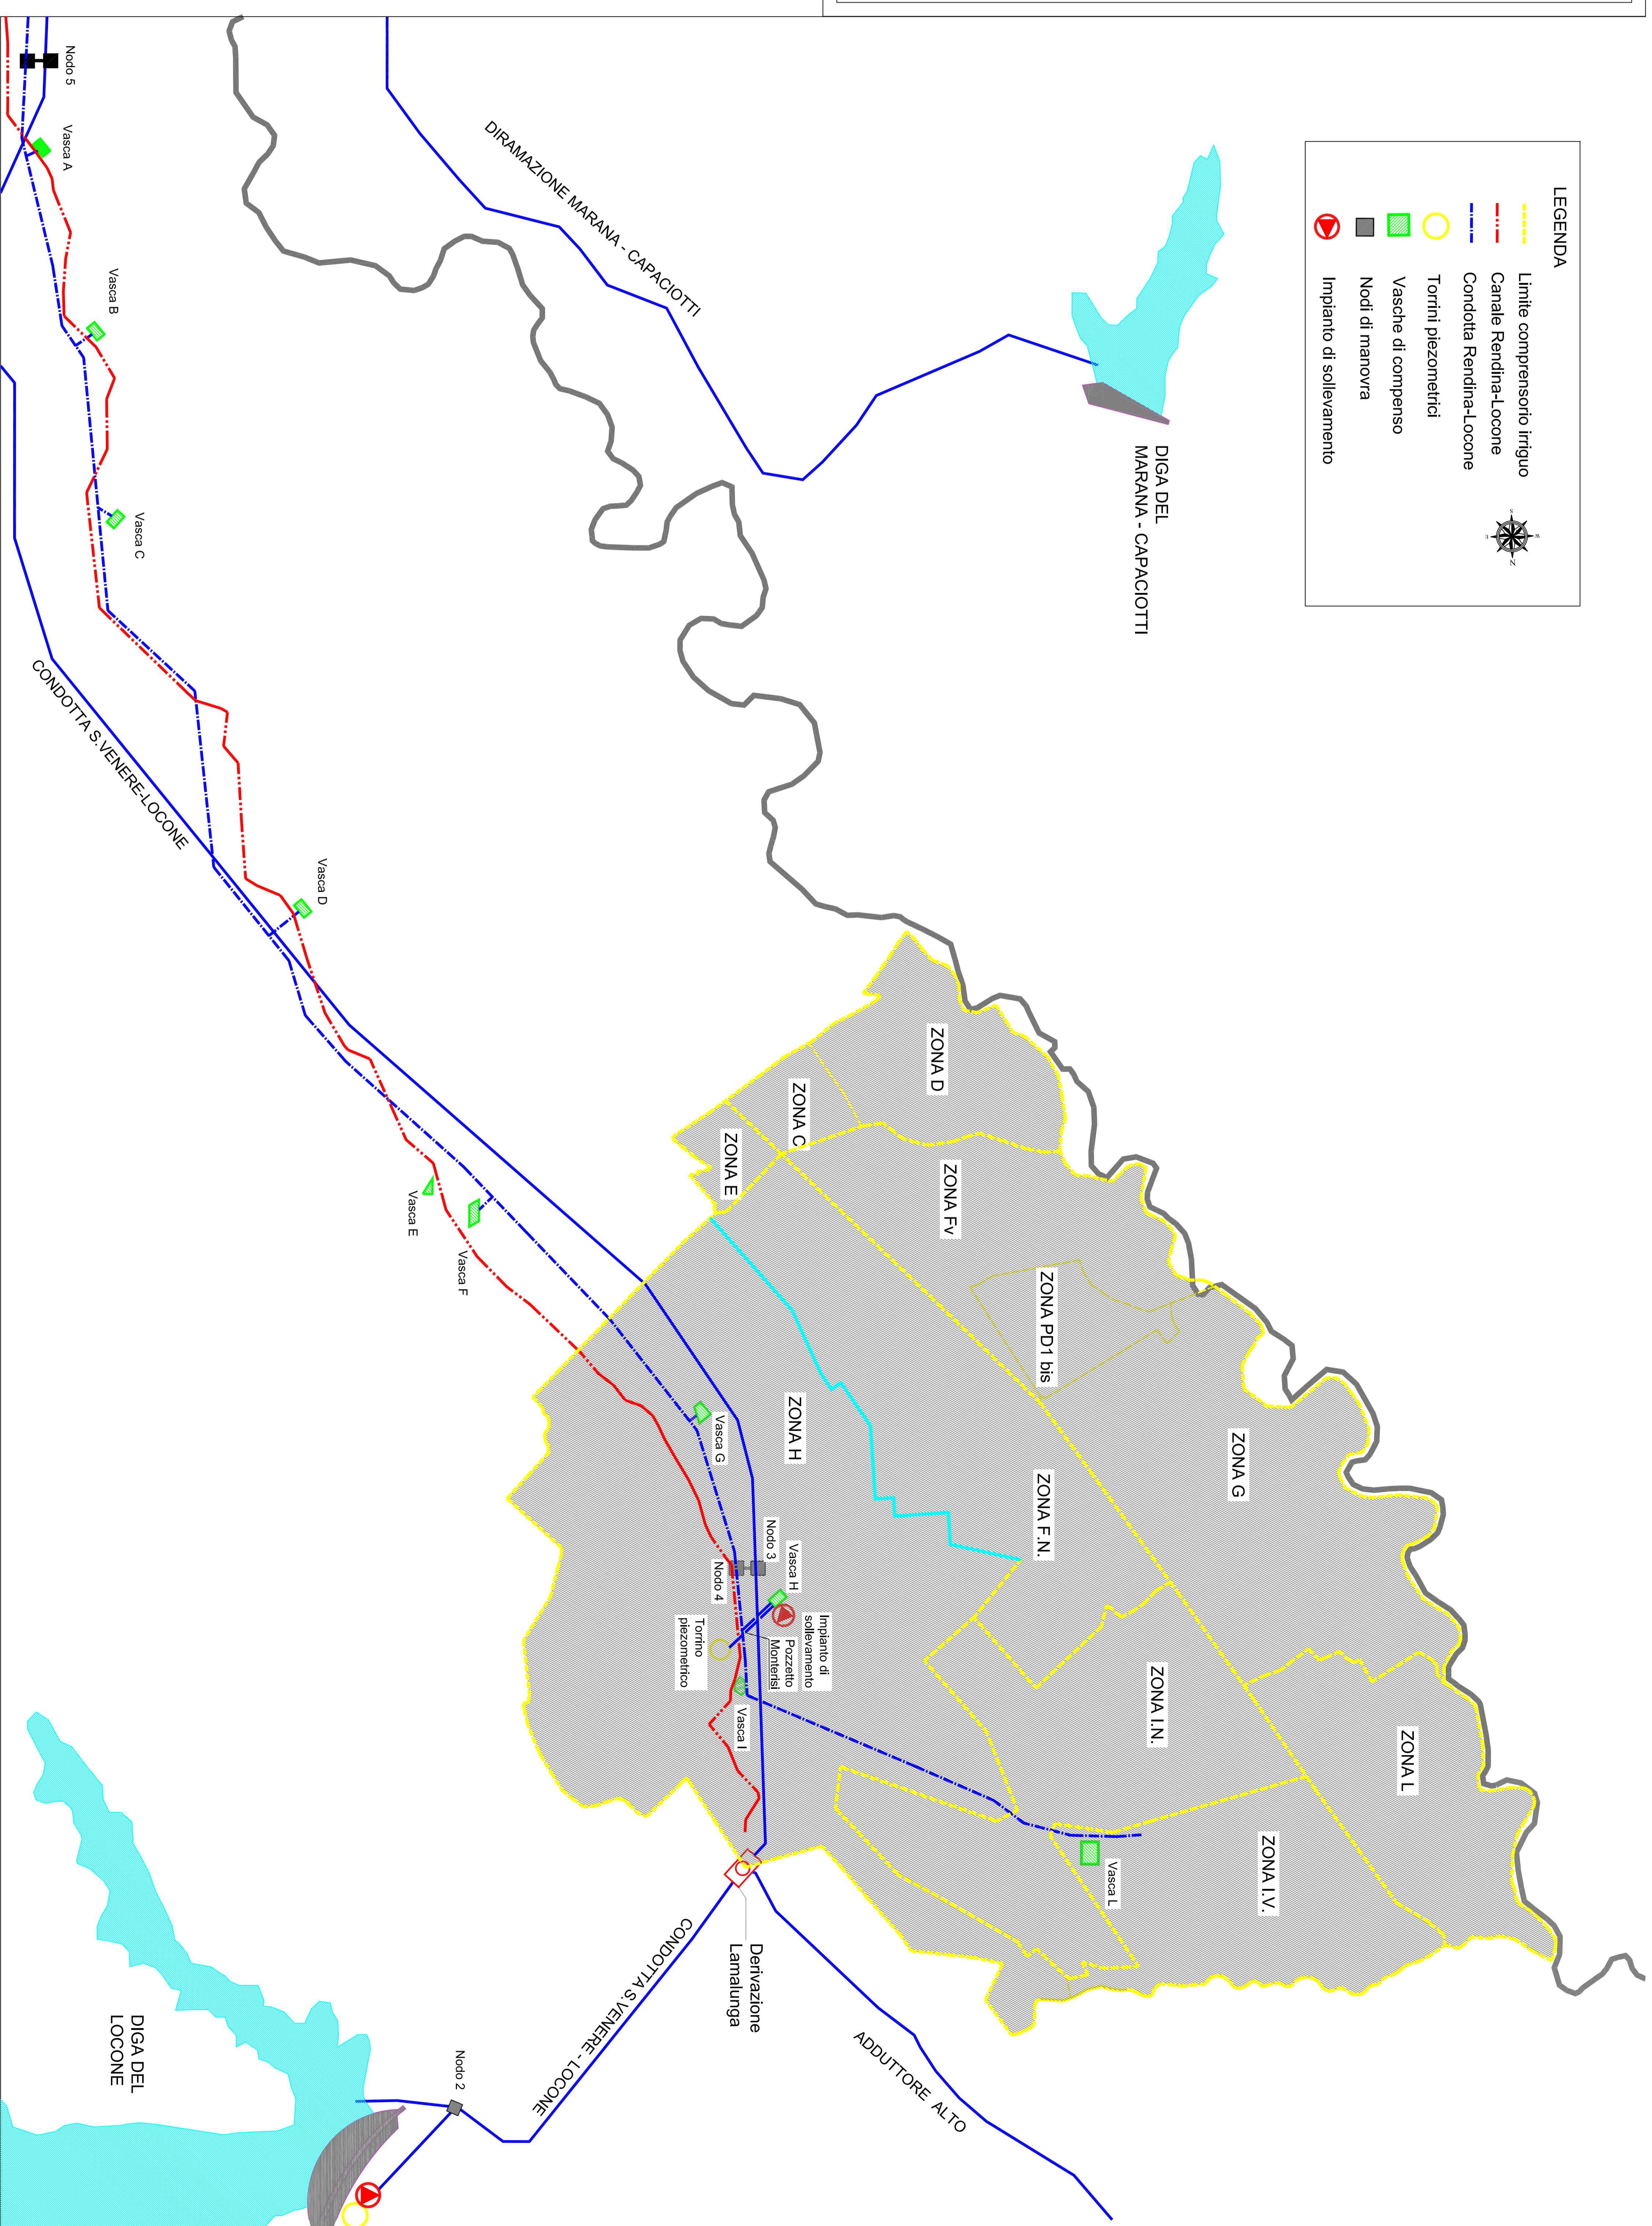 LEGENDA
Limite comprensorio irriguo
Canale Rendina-Locone
Condotta Rendina-Locone
Torrini piezometrici
Vasche di compenso
Nodi di manovra
Impianto di sollevamento
N
S
E
DIGA DEL
MARANA - CAPACIOTTI
DIRAMAZIONE MARANA - CAPACIOTTI
Nodo 5
Vasca A
Vasca B
Vasca C
CONDOTTA S.VENERE-LOCONE
Vasca D
Vasca E
Vasca F
ZONA D
ZONA C
ZONA E
ZONA Fv
ZONA PD1 bis
ZONA G
ZONA H
ZONA F.N.
Vasca G
Nodo 3
Nodo 4
Vasca H
Impianto di
sollevamento
Pozzetto
Monterisi
Torrino
piezometrico
Vasca I
ZONA I.N.
ZONA L
ZONA I.V.
Vasca L
Derivazione
Lamalunga
CONDOTTA S.VENERE - LOCONE
ADDUTTORE ALTO
Nodo 2
DIGA DEL
LOCONE